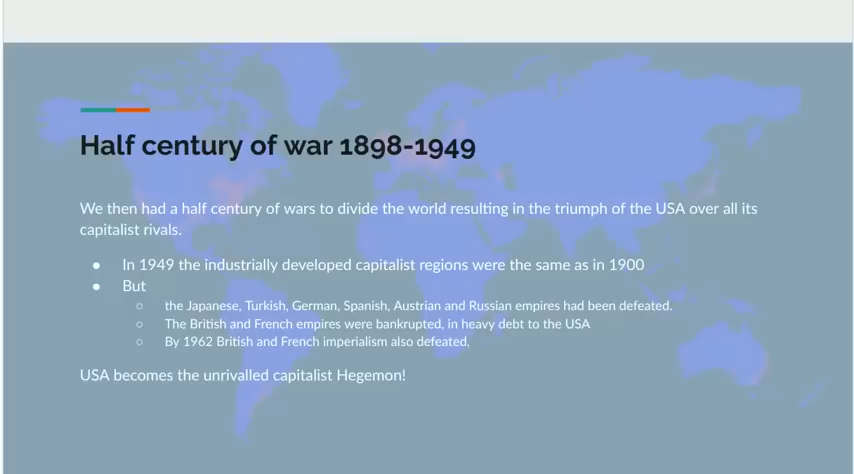 Half century of war 1898-1949
We then had a half century of wars to divide the world resulting in the triumph of the USA over all its
capitalist rivals.
● In 1949 the industrially developed capitalist regions were the same as in 1900
● But
○ the Japanese, Turkish, German, Spanish, Austrian and Russian empires had been defeated.
○ The British and French empires were bankrupted, in heavy debt to the USA
○ By 1962 British and French imperialism also defeated,
USA becomes the unrivalled capitalist Hegemon!